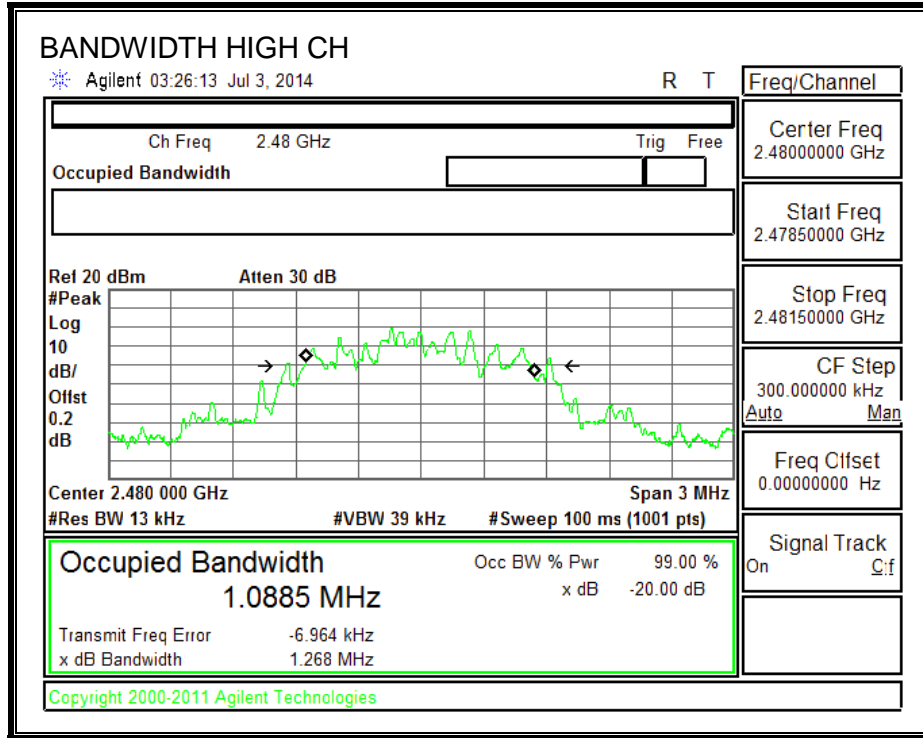 BANDWIDTH HIGH CH
Agilent 03:26:13 Jul 3, 2014 R T
Freq/Channel
Ch Freq 2.48 GHz Trig Free
Occupied Bandwidth
Center Freq
2.48000000 GHz
Start Freq
2.47850000 GHz
Stop Freq
2.48150000 GHz
CF Step
300.000000 kHz
Auto Man
Freq Offset
0.00000000 Hz
Signal Track
On Off
Ref 20 dBm Atten 30 dB
#Peak
Log
10
dB/
Offst
0.2
dB
Center 2.480 000 GHz Span 3 MHz
#Res BW 13 kHz #VBW 39 kHz #Sweep 100 ms (1001 pts)
Occupied Bandwidth
1.0885 MHz
Occ BW % Pwr 99.00 %
x dB -20.00 dB
Transmit Freq Error -6.964 kHz
x dB Bandwidth 1.268 MHz
Copyright 2000-2011 Agilent Technologies